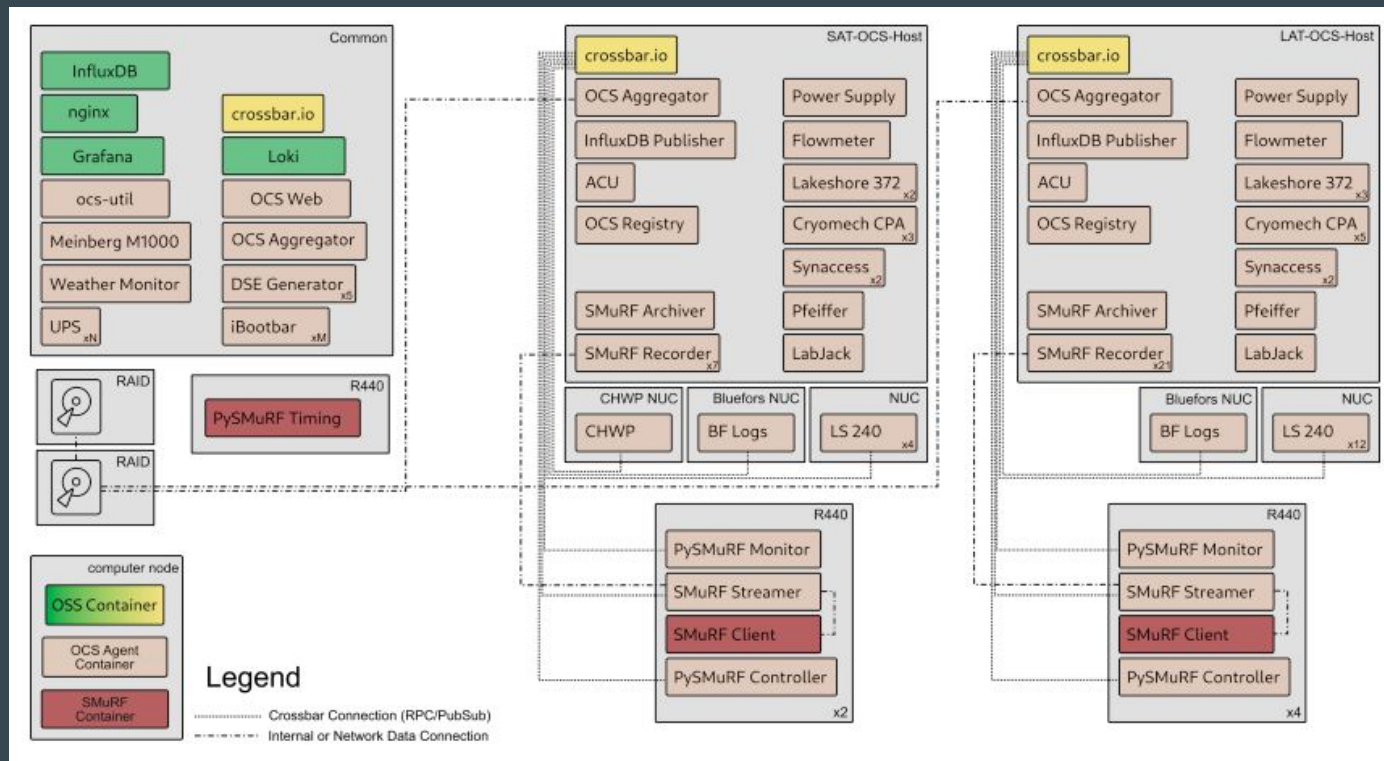 Common
InfluxDB
nginx
crossbar.io
Grafana
Loki
ocs-util
OCS Web
Meinberg M1000
OCS Aggregator
Weather Monitor
DSE Generator
x5
UPS
xN
iBootbar
xM
RAID
RAID
R440
PySMuRF Timing
SAT-OCS-Host
crossbar.io
OCS Aggregator
Power Supply
InfluxDB Publisher
Flowmeter
ACU
Lakeshore 372
x2
OCS Registry
Cryomech CPA
x3
Synaccess
x2
SMuRF Archiver
Pfeiffer
SMuRF Recorder
x7
LabJack
CHWP NUC
CHWP
Bluefors NUC
BF Logs
NUC
LS 240
x4
R440
PySMuRF Monitor
SMuRF Streamer
SMuRF Client
PySMuRF Controller
x2
LAT-OCS-Host
crossbar.io
OCS Aggregator
Power Supply
InfluxDB Publisher
Flowmeter
ACU
Lakeshore 372
x3
OCS Registry
Cryomech CPA
x5
Synaccess
x2
SMuRF Archiver
Pfeiffer
SMuRF Recorder
x21
LabJack
Bluefors NUC
BF Logs
NUC
LS 240
x12
R440
PySMuRF Monitor
SMuRF Streamer
SMuRF Client
PySMuRF Controller
x4
computer node
OSS Container
OCS Agent
Container
SMuRF
Container
Legend
Crossbar Connection (RPC/PubSub)
Internal or Network Data Connection